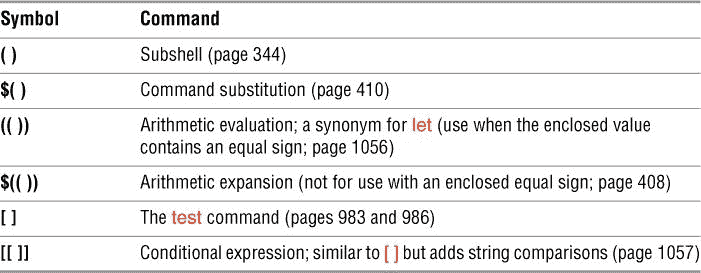 Symbol Command
( ) Subshell (page 344)
$( ) Command substitution (page 410)
(( )) Arithmetic evaluation; a synonym for let (use when the enclosed value
contains an equal sign; page 1056)
$(( )) Arithmetic expansion (not for use with an enclosed equal sign; page 408)
[ ] The test command (pages 983 and 986)
[[ ]] Conditional expression; similar to [ ] but adds string comparisons (page 1057)